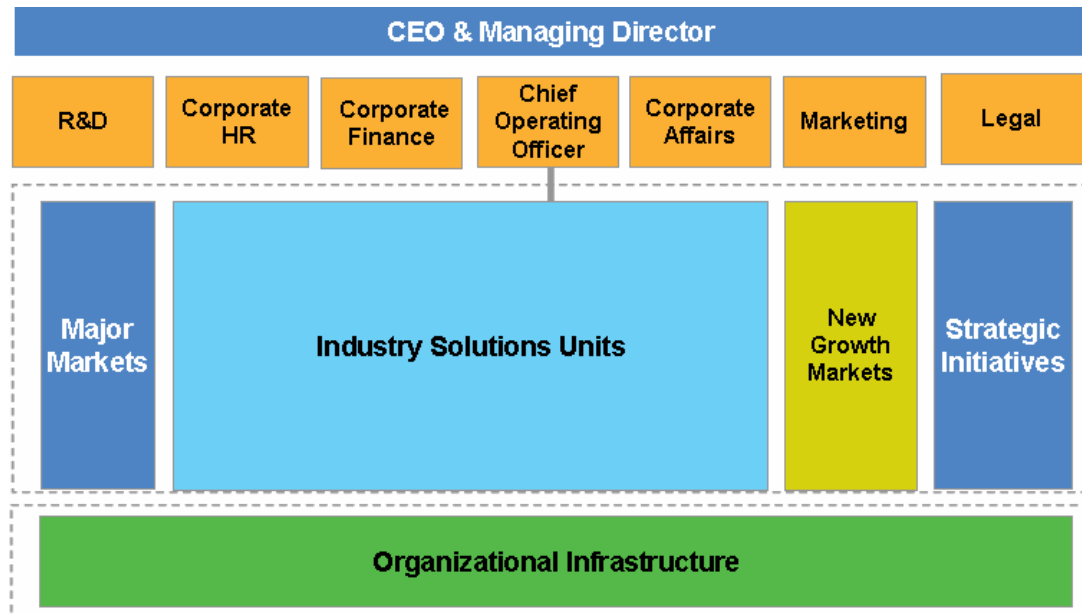 CEO & Managing Director
R&D
Corporate
HR
Corporate
Finance
Chief
Operating
Officer
Corporate
Affairs
Marketing
Legal
Major
Markets
Industry Solutions Units
New
Growth
Markets
Strategic
Initiatives
Organizational Infrastructure